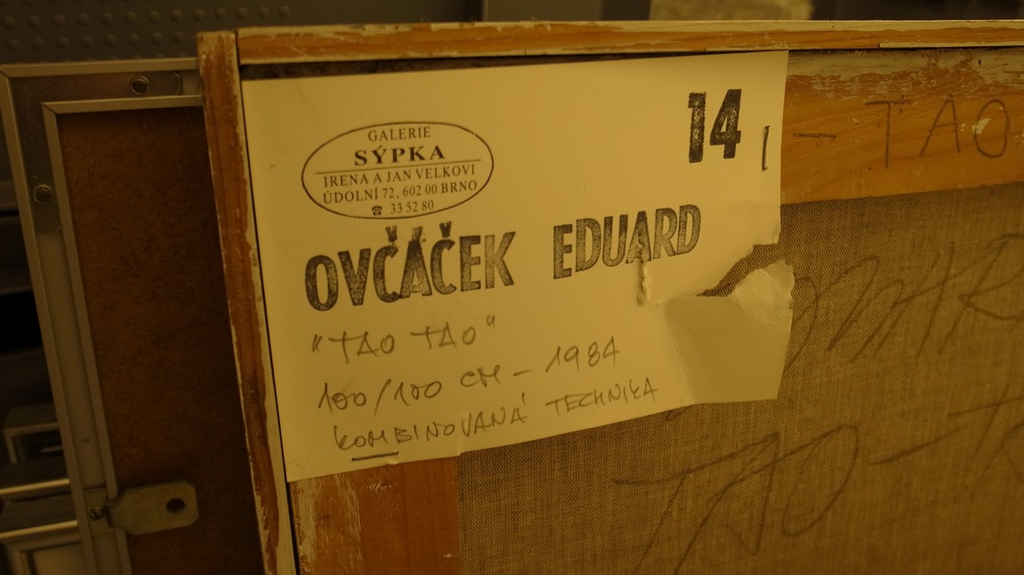 GALERIE
SÝPKA
IRENA A JAN VELKOVI
ÚDOLNÍ 72, 602 00 BRNO
☎ 33 52 80
14
OVČÁČEK EDUARD
"TAO TAO"
100/100 CM – 1984
KOMBINOVANÁ TECHNIKA
- TAO
TAO -